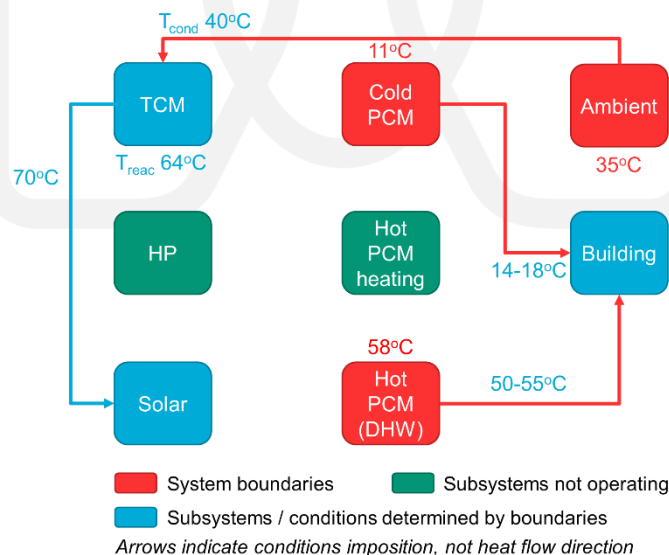 T_cond 40°C
11°C
TCM
Cold
PCM
Ambient
70°C
T_reac 64°C
35°C
HP
Hot
PCM
heating
14-18°C
Building
58°C
Solar
Hot
PCM
(DHW)
50-55°C
System boundaries
Subsystems not operating
Subsystems / conditions determined by boundaries
Arrows indicate conditions imposition, not heat flow direction